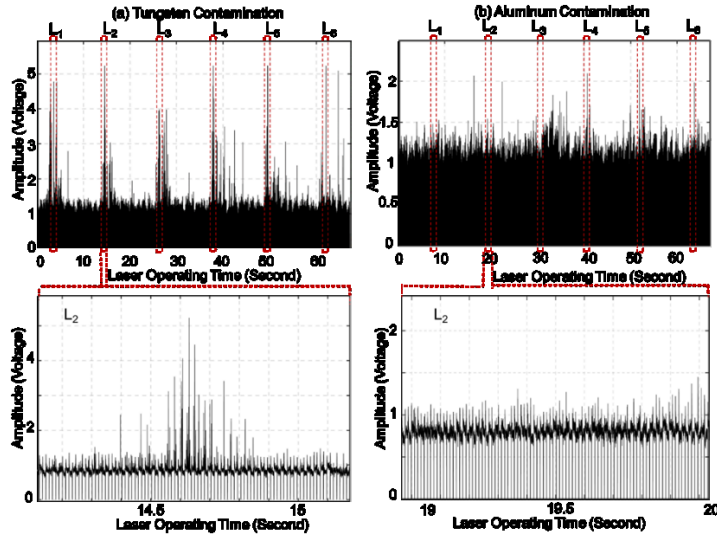 (a) Tungsten Contamination
L1 L2 L3 L4 L5 L6
Amplitude (Voltage)
5
4
3
2
1
0
0 10 20 30 40 50 60
Laser Operating Time (Second)
(b) Aluminum Contamination
L1 L2 L3 L4 L5 L6
Amplitude (Voltage)
2
1.5
1
0.5
0
0 10 20 30 40 50 60
Laser Operating Time (Second)
L2
Amplitude (Voltage)
4
2
0
14.5 15
Laser Operating Time (Second)
L2
Amplitude (Voltage)
2
1
0
19 19.5 20
Laser Operating Time (Second)